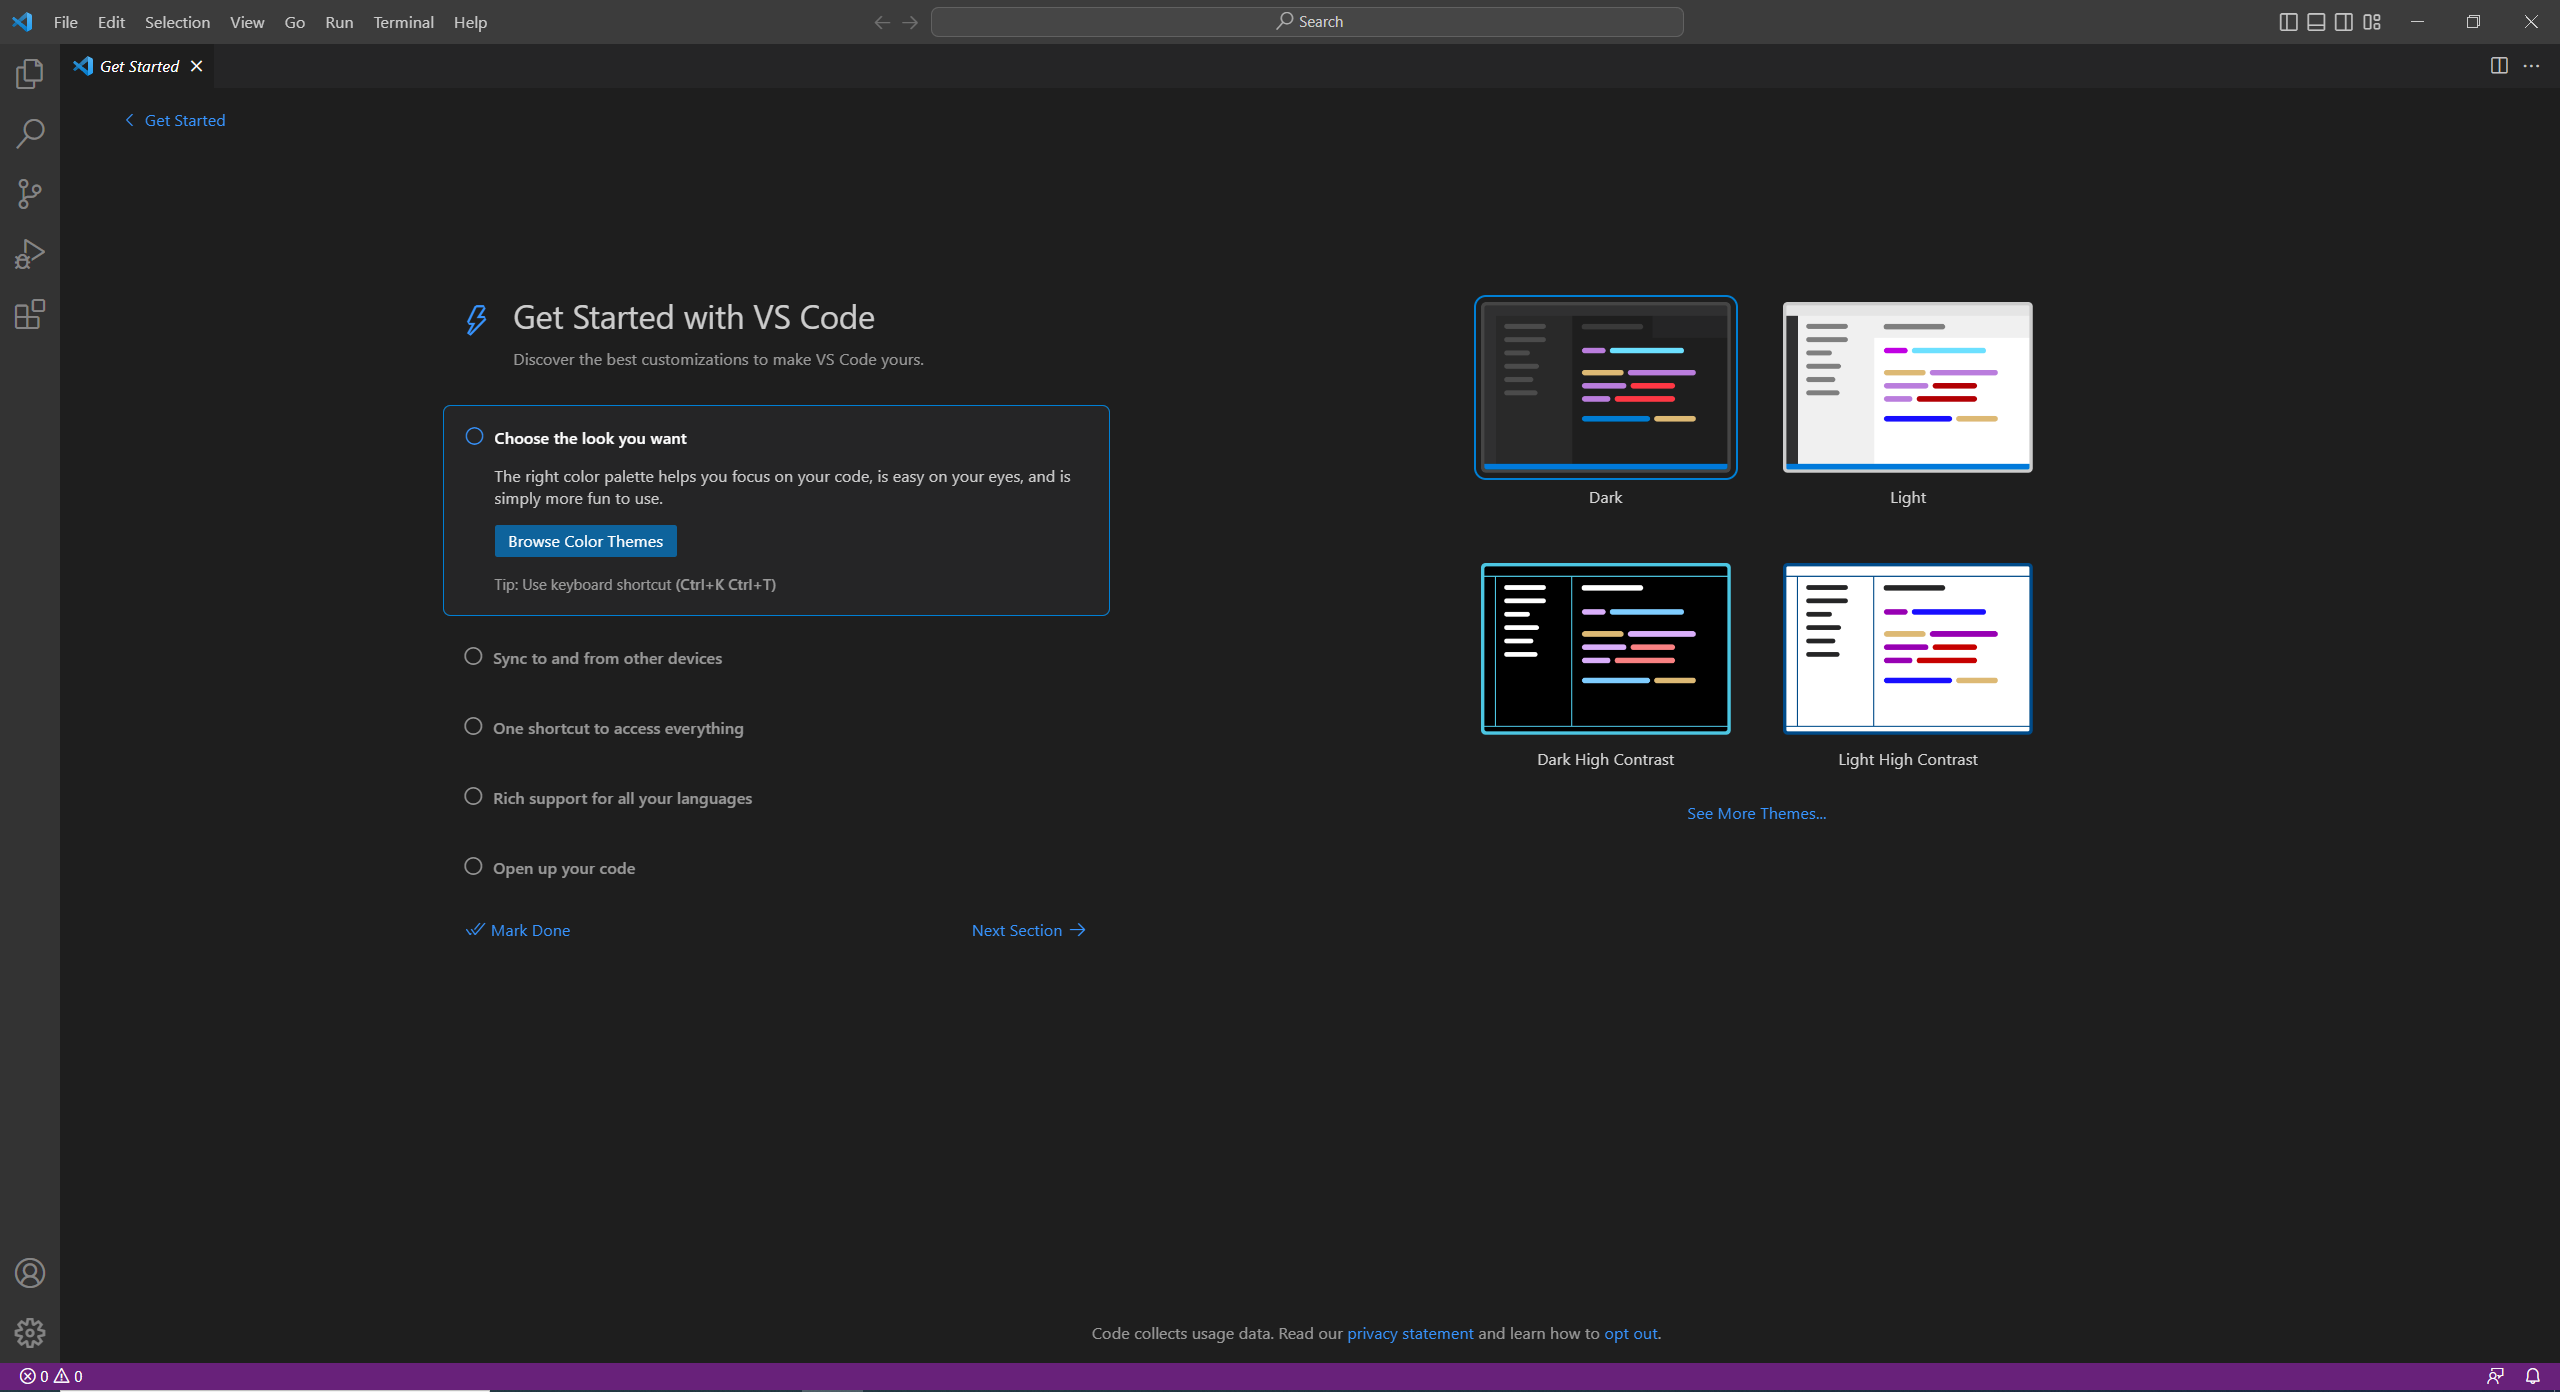 File Edit Selection View Go Run Terminal Help
Search
Get Started
Get Started
Get Started with VS Code
Discover the best customizations to make VS Code yours.
Choose the look you want
The right color palette helps you focus on your code, is easy on your eyes, and is
simply more fun to use.
Browse Color Themes
Tip: Use keyboard shortcut (Ctrl+K Ctrl+T)
Sync to and from other devices
One shortcut to access everything
Rich support for all your languages
Open up your code
Mark Done
Next Section
Dark
Light
Dark High Contrast
Light High Contrast
See More Themes...
Code collects usage data. Read our privacy statement and learn how to opt out.
0 0